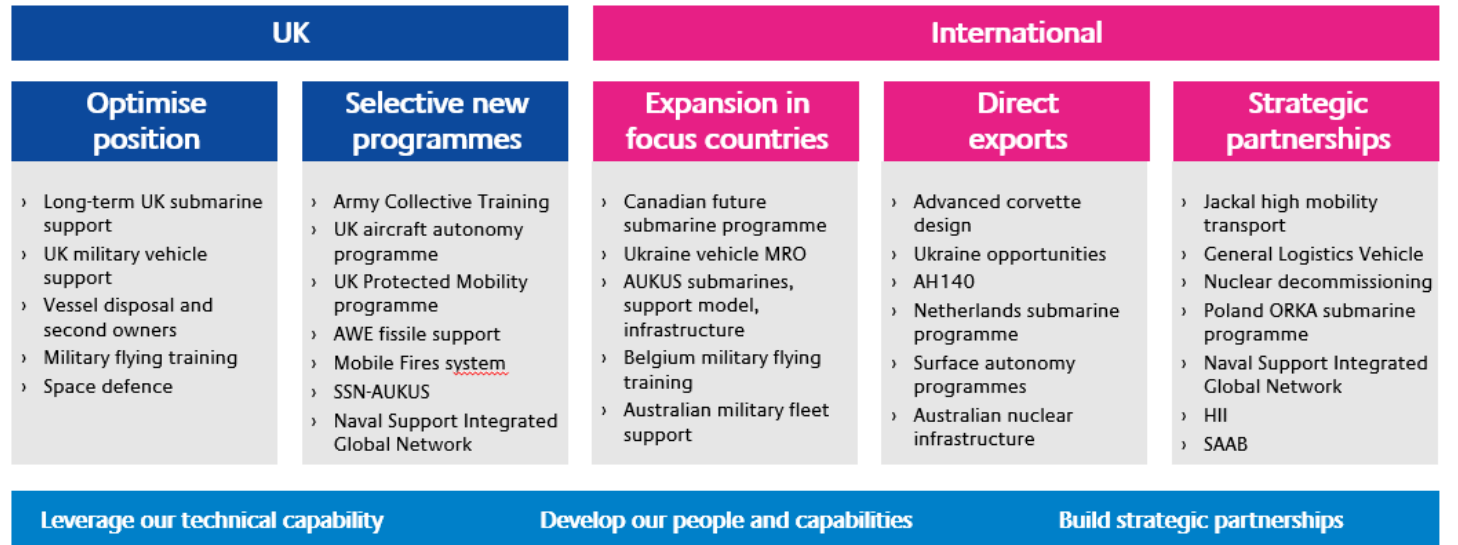 UK
International
Optimise
position
Selective new
programmes
Expansion in
focus countries
Direct
exports
Strategic
partnerships
› Long-term UK submarine
support
› UK military vehicle
support
› Vessel disposal and
second owners
› Military flying training
› Space defence
› Army Collective Training
› UK aircraft autonomy
programme
› UK Protected Mobility
programme
› AWE fissile support
› Mobile Fires system
› SSN-AUKUS
› Naval Support Integrated
Global Network
› Canadian future
submarine programme
› Ukraine vehicle MRO
› AUKUS submarines,
support model,
infrastructure
› Belgium military flying
training
› Australian military fleet
support
› Advanced corvette
design
› Ukraine opportunities
› AH140
› Netherlands submarine
programme
› Surface autonomy
programmes
› Australian nuclear
infrastructure
› Jackal high mobility
transport
› General Logistics Vehicle
› Nuclear decommissioning
› Poland ORKA submarine
programme
› Naval Support Integrated
Global Network
› HII
› SAAB
Leverage our technical capability
Develop our people and capabilities
Build strategic partnerships